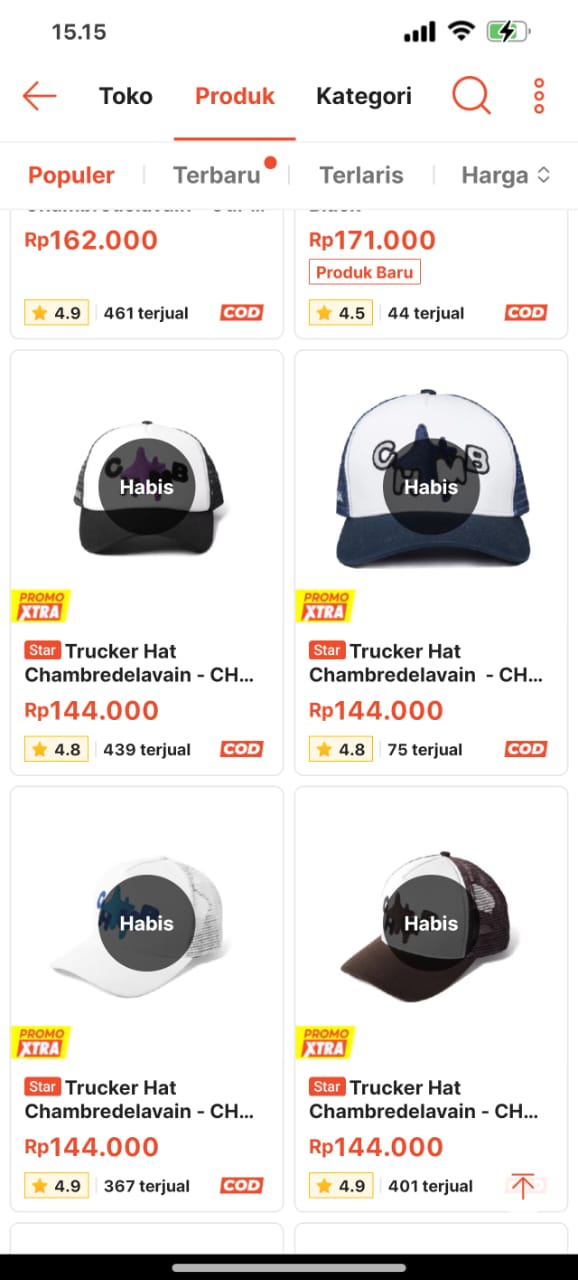 15.15
Toko
Produk
Kategori
Populer
Terbaru
Terlaris
Harga
Rp162.000
Rp171.000
Produk Baru
4.9
461 terjual
COD
4.5
44 terjual
COD
Habis
Habis
PROMO
XTRA
PROMO
XTRA
Star Trucker Hat
Chambredelavain - CH...
Rp144.000
4.8
439 terjual
COD
Star Trucker Hat
Chambredelavain - CH...
Rp144.000
4.8
75 terjual
COD
Habis
Habis
PROMO
XTRA
PROMO
XTRA
Star Trucker Hat
Chambredelavain - CH...
Rp144.000
4.9
367 terjual
COD
Star Trucker Hat
Chambredelavain - CH...
Rp144.000
4.9
401 terjual